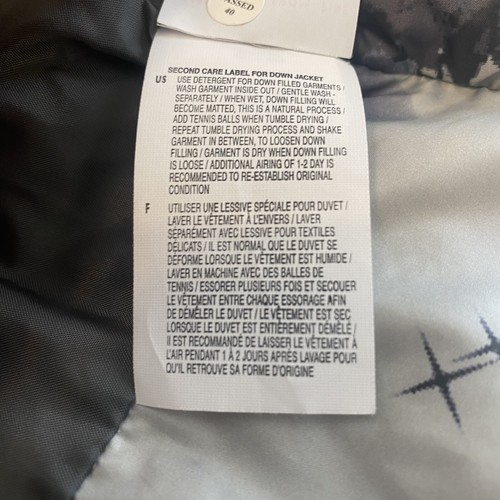 40
SECOND CARE LABEL FOR DOWN JACKET
US USE DETERGENT FOR DOWN FILLED GARMENTS /
WASH GARMENT INSIDE OUT / GENTLE WASH -
SEPARATELY / WHEN WET, DOWN FILLING WILL
BECOME MATTED, THIS IS A NATURAL PROCESS /
ADD TENNIS BALLS WHEN TUMBLE DRYING /
REPEAT TUMBLE DRYING PROCESS AND SHAKE
GARMENT IN BETWEEN, TO LOOSEN DOWN
FILLING / GARMENT IS DRY WHEN DOWN FILLING
IS LOOSE / ADDITIONAL AIRING OF 1-2 DAY IS
RECOMMENDED TO RE-ESTABLISH ORIGINAL
CONDITION
F UTILISER UNE LESSIVE SPÉCIALE POUR DUVET /
LAVER LE VÊTEMENT À L'ENVERS / LAVER
SÉPARÉMENT AVEC LESSIVE POUR TEXTILES
DÉLICATS / IL EST NORMAL QUE LE DUVET SE
DÉFORME LORSQUE LE VÊTEMENT EST HUMIDE /
LAVER EN MACHINE AVEC DES BALLES DE
TENNIS / ESSORER PLUSIEURS FOIS ET SECOUER
LE VÊTEMENT ENTRE CHAQUE ESSORAGE AFIN
DE DÉMÊLER LE DUVET / LE VÊTEMENT EST SEC
LORSQUE LE DUVET EST ENTIÈREMENT DÉMÊLÉ /
IL EST RECOMMANDÉ DE LAISSER LE VÊTEMENT À
L'AIR PENDANT 1 À 2 JOURS APRÈS LAVAGE POUR
QU'IL RETROUVE SA FORME D'ORIGINE